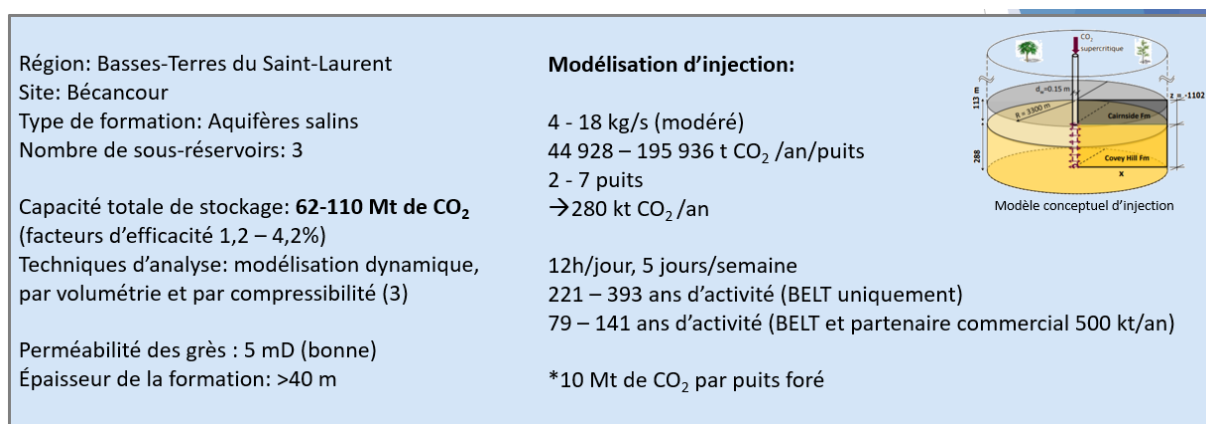 Région: Basses-Terres du Saint-Laurent
Site: Bécancour
Type de formation: Aquifères salins
Nombre de sous-réservoirs: 3
Capacité totale de stockage: 62-110 Mt de CO₂
(facteurs d'efficacité 1,2 – 4,2%)
Techniques d'analyse: modélisation dynamique,
par volumétrie et par compressibilité (3)
Perméabilité des grès : 5 mD (bonne)
Épaisseur de la formation: >40 m
Modélisation d'injection:
4 - 18 kg/s (modéré)
44 928 – 195 936 t CO₂ /an/puits
2 - 7 puits
→280 kt CO₂ /an
12h/jour, 5 jours/semaine
221 – 393 ans d'activité (BELT uniquement)
79 – 141 ans d'activité (BELT et partenaire commercial 500 kt/an)
*10 Mt de CO₂ par puits foré
CO₂
supercritique
d_w=0.15 m
z = -1102
113 m
R = 3300 m
Cairnside Fm
288
Covey Hill Fm
x
Modèle conceptuel d'injection